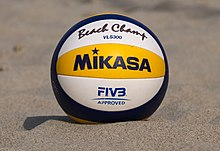 Beach Champ
VLS300
MIKASA
FIVB
APPROVED